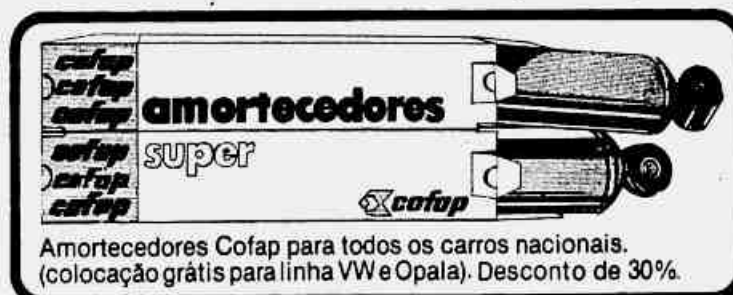 cofap
cofap
cofap
amortecedores
cofap
cofap
cofap
super
cofap
Amortecedores Cofap para todos os carros nacionais.
(colocação grátis para linha VW e Opala). Desconto de 30%.